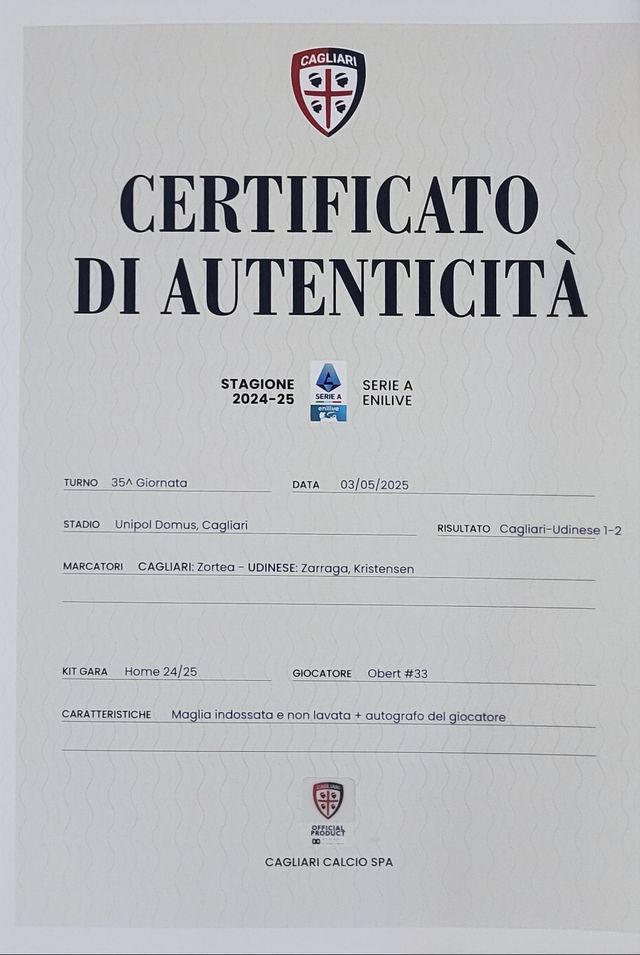 CAGLIARI
CERTIFICATO
DI AUTENTICITÀ
STAGIONE
2024-25
SERIE A
enilive
SERIE A
ENILIVE
TURNO 35^ Giornata
DATA 03/05/2025
STADIO Unipol Domus, Cagliari
RISULTATO Cagliari-Udinese 1-2
MARCATORI CAGLIARI: Zortea - UDINESE: Zarraga, Kristensen
KIT GARA Home 24/25
GIOCATORE Obert #33
CARATTERISTICHE Maglia indossata e non lavata + autografo del giocatore
CAGLIARI
OFFICIAL
PRODUCT
CAGLIARI CALCIO SPA